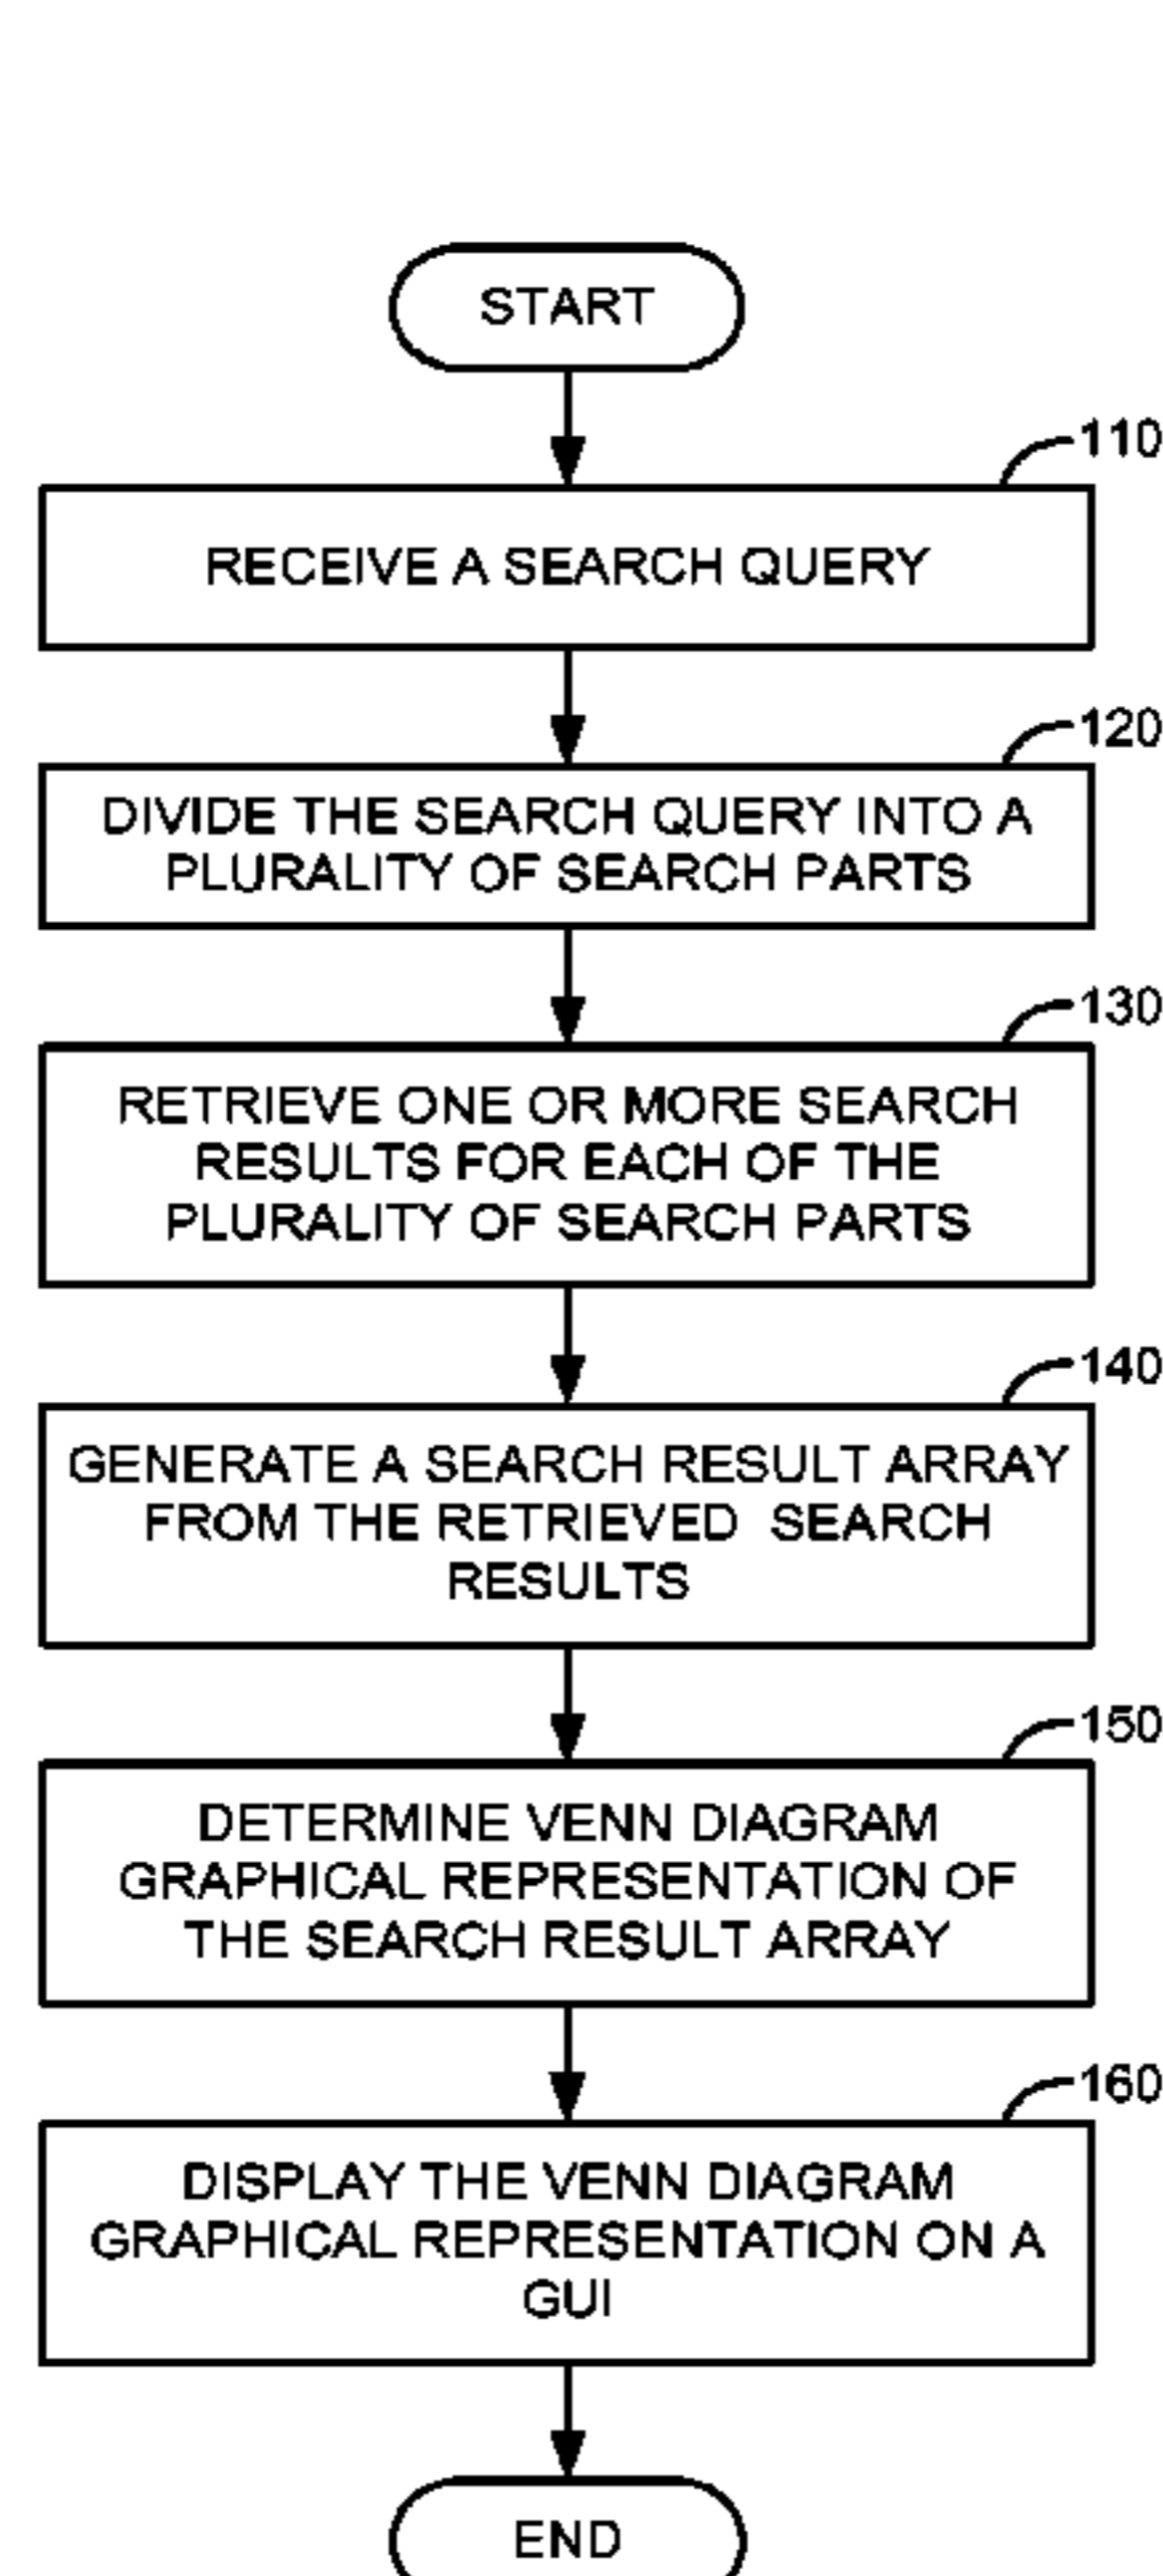 START
110
RECEIVE A SEARCH QUERY
120
DIVIDE THE SEARCH QUERY INTO A
PLURALITY OF SEARCH PARTS
130
RETRIEVE ONE OR MORE SEARCH
RESULTS FOR EACH OF THE
PLURALITY OF SEARCH PARTS
140
GENERATE A SEARCH RESULT ARRAY
FROM THE RETRIEVED SEARCH
RESULTS
150
DETERMINE VENN DIAGRAM
GRAPHICAL REPRESENTATION OF
THE SEARCH RESULT ARRAY
160
DISPLAY THE VENN DIAGRAM
GRAPHICAL REPRESENTATION ON A
GUI
END